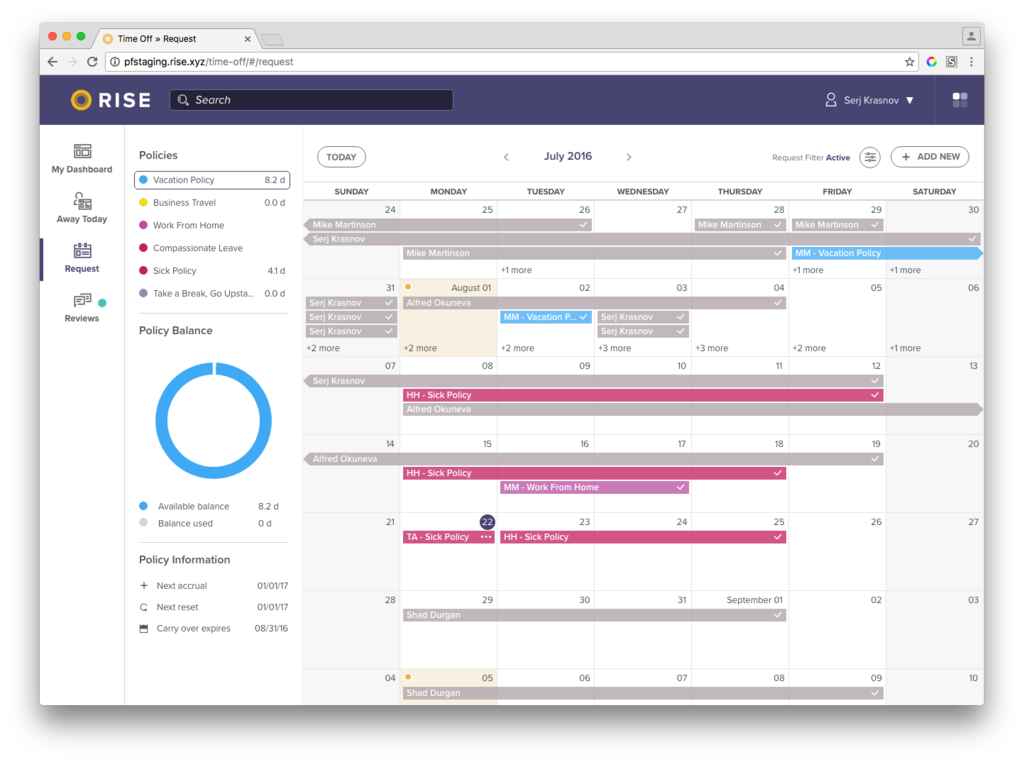 Time Off » Request
pfstaging.rise.xyz/time-off/#/request
RISE
Search
Serj Krasnov
My Dashboard
Away Today
Request
Reviews
Policies
Vacation Policy 8.2 d
Business Travel 0.0 d
Work From Home
Compassionate Leave
Sick Policy 4.1 d
Take a Break, Go Upsta... 0.0 d
Policy Balance
Available balance 8.2 d
Balance used 0 d
Policy Information
Next accrual 01/01/17
Next reset 01/01/17
Carry over expires 08/31/16
TODAY
July 2016
Request Filter Active
+ ADD NEW
SUNDAY MONDAY TUESDAY WEDNESDAY THURSDAY FRIDAY SATURDAY
24 25 26 27 28 29 30
Mike Martinson Mike Martinson Mike Martinson
Serj Krasnov
Mike Martinson MM - Vacation Policy
+1 more +1 more +1 more
31 August 01 02 03 04 05 06
Serj Krasnov Alfred Okuneva
Serj Krasnov MM - Vacation P... Serj Krasnov
Serj Krasnov Serj Krasnov
+2 more +2 more +2 more +3 more +3 more +2 more +1 more
07 08 09 10 11 12 13
Serj Krasnov
HH - Sick Policy
Alfred Okuneva
14 15 16 17 18 19 20
Alfred Okuneva
HH - Sick Policy
MM - Work From Home
21 22 23 24 25 26 27
TA - Sick Policy HH - Sick Policy
28 29 30 31 September 01 02 03
Shad Durgan
04 05 06 07 08 09 10
Shad Durgan